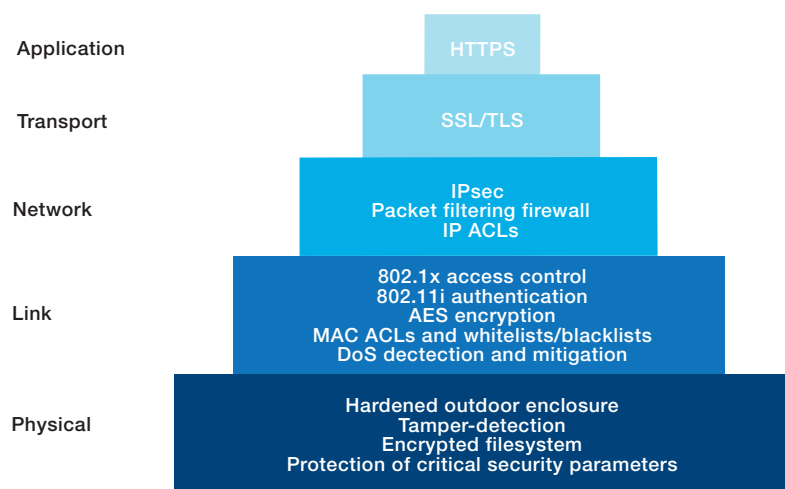 Application
HTTPS
Transport
SSL/TLS
Network
IPsec
Packet filtering firewall
IP ACLs
Link
802.1x access control
802.11i authentication
AES encryption
MAC ACLs and whitelists/blacklists
DoS dectection and mitigation
Physical
Hardened outdoor enclosure
Tamper-detection
Encrypted filesystem
Protection of critical security parameters